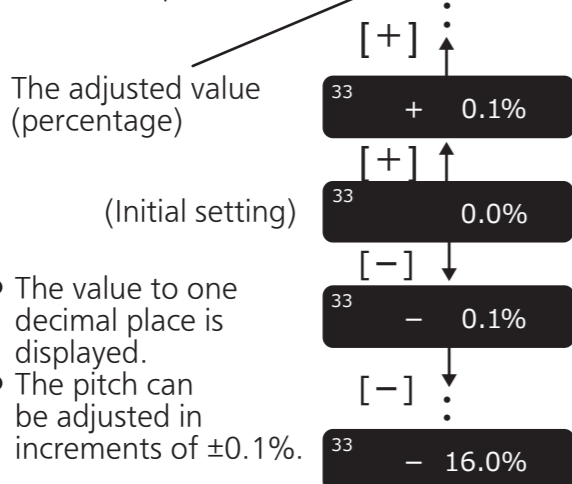 [+]
The adjusted value
(percentage)
33 + 0.1%
[+]
(Initial setting)
33 0.0%
[−]
• The value to one
decimal place is
displayed.
33 − 0.1%
• The pitch can
be adjusted in
increments of ±0.1%.
[−]
33 − 16.0%